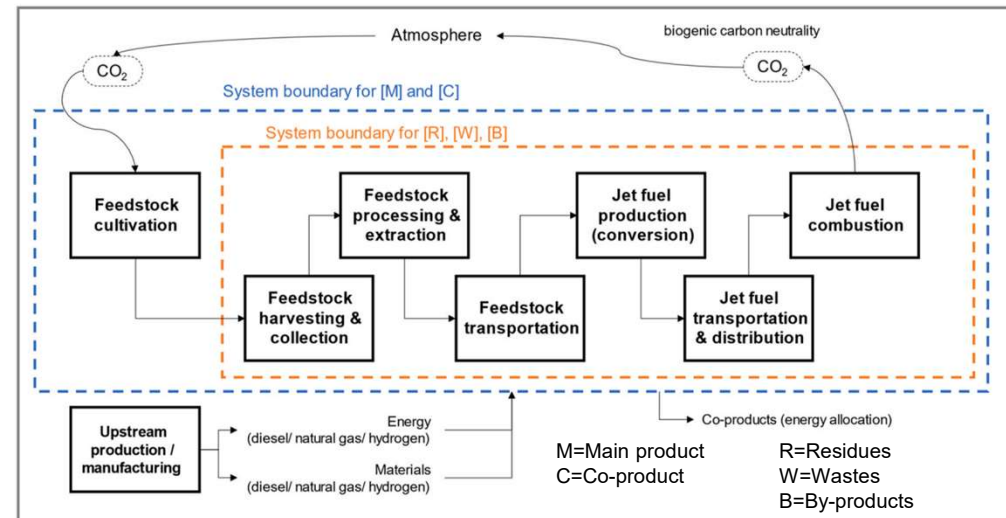 Atmosphere
biogenic carbon neutrality
CO₂
CO₂
System boundary for [M] and [C]
System boundary for [R], [W], [B]
Feedstock
cultivation
Feedstock
processing &
extraction
Jet fuel
production
(conversion)
Jet fuel
combustion
Feedstock
harvesting &
collection
Feedstock
transportation
Jet fuel
transportation
& distribution
Upstream
production /
manufacturing
Energy
(diesel/ natural gas/ hydrogen)
Materials
(diesel/ natural gas/ hydrogen)
Co-products (energy allocation)
M=Main product
C=Co-product
R=Residues
W=Wastes
B=By-products